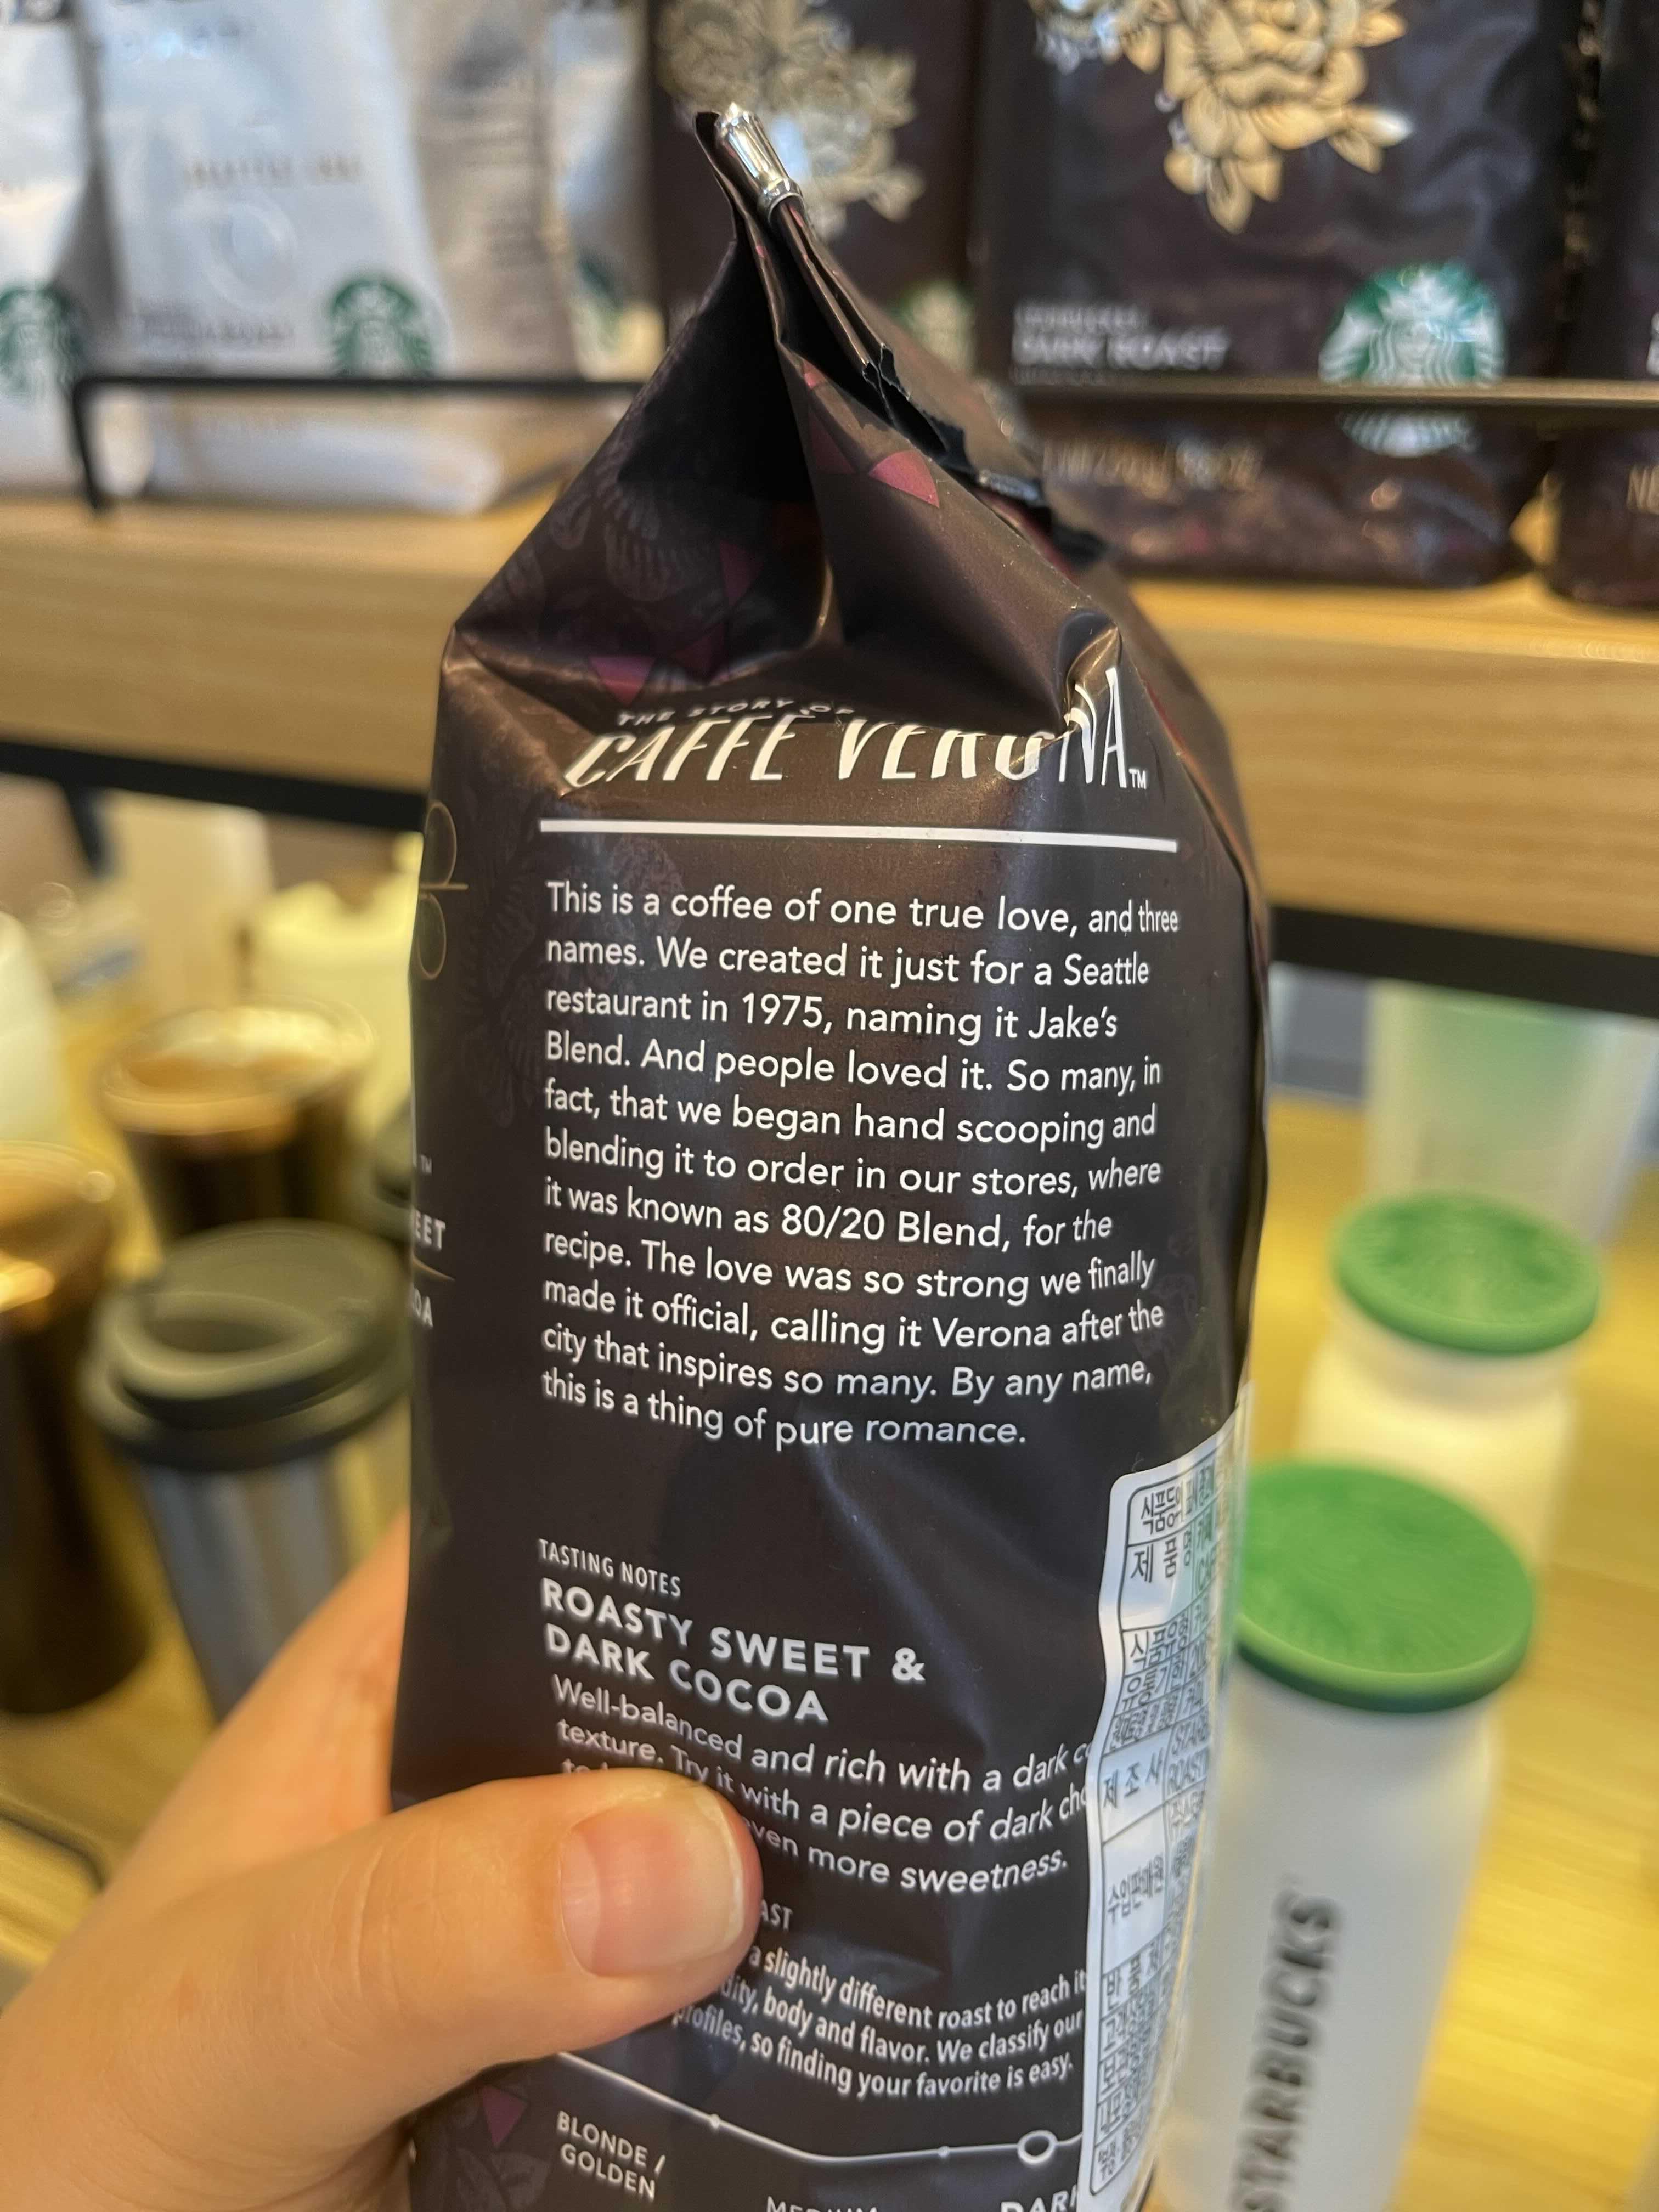 DARK ROAST
THE STORY OF
CAFFÈ VERONA™
This is a coffee of one true love, and three
names. We created it just for a Seattle
restaurant in 1975, naming it Jake's
Blend. And people loved it. So many, in
fact, that we began hand scooping and
blending it to order in our stores, where
it was known as 80/20 Blend, for the
recipe. The love was so strong we finally
made it official, calling it Verona after the
city that inspires so many. By any name,
this is a thing of pure romance.
TASTING NOTES
ROASTY SWEET &
DARK COCOA
Well-balanced and rich with a dark
texture. Try it with a piece of dark
more sweetness.
a slightly different roast to reach
body and flavor. We classify our
profiles, so finding your favorite is easy.
BLONDE /
GOLDEN
제품명
식품유형
제조사
STARBUCKS